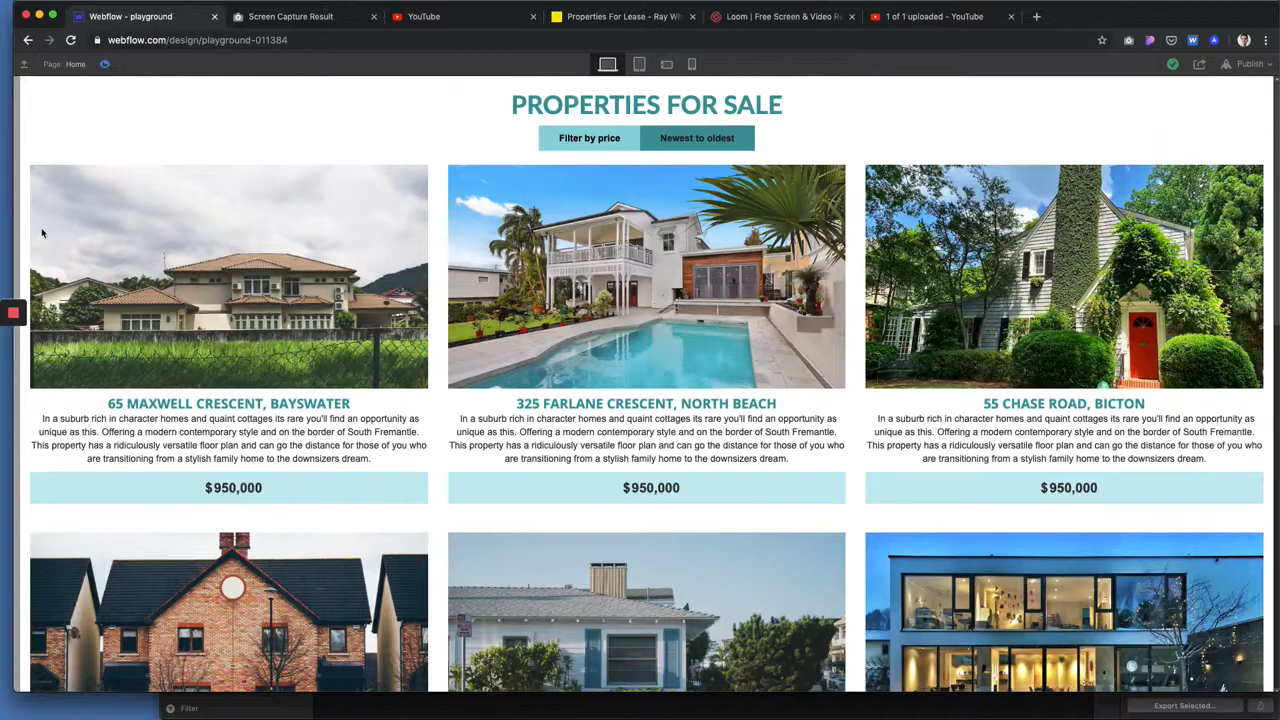 Webflow - playground
Screen Capture Result
YouTube
Properties For Lease - Ray Wh
Loom | Free Screen & Video R
1 of 1 uploaded - YouTube
webflow.com/design/playground-011384
Page: Home
Publish
PROPERTIES FOR SALE
Filter by price
Newest to oldest
65 MAXWELL CRESCENT, BAYSWATER
In a suburb rich in character homes and quaint cottages its rare you'll find an opportunity as
unique as this. Offering a modern contemporary style and on the border of South Fremantle.
This property has a ridiculously versatile floor plan and can go the distance for those of you who
are transitioning from a stylish family home to the downsizers dream.
$950,000
325 FARLANE CRESCENT, NORTH BEACH
In a suburb rich in character homes and quaint cottages its rare you'll find an opportunity as
unique as this. Offering a modern contemporary style and on the border of South Fremantle.
This property has a ridiculously versatile floor plan and can go the distance for those of you who
are transitioning from a stylish family home to the downsizers dream.
$950,000
55 CHASE ROAD, BICTON
In a suburb rich in character homes and quaint cottages its rare you'll find an opportunity as
unique as this. Offering a modern contemporary style and on the border of South Fremantle.
This property has a ridiculously versatile floor plan and can go the distance for those of you who
are transitioning from a stylish family home to the downsizers dream.
$950,000
Filter
Export Selected...